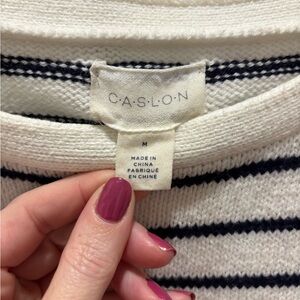 C·A·S·L·O·N
M
MADE IN
CHINA
FABRIQUÉ
EN CHINE